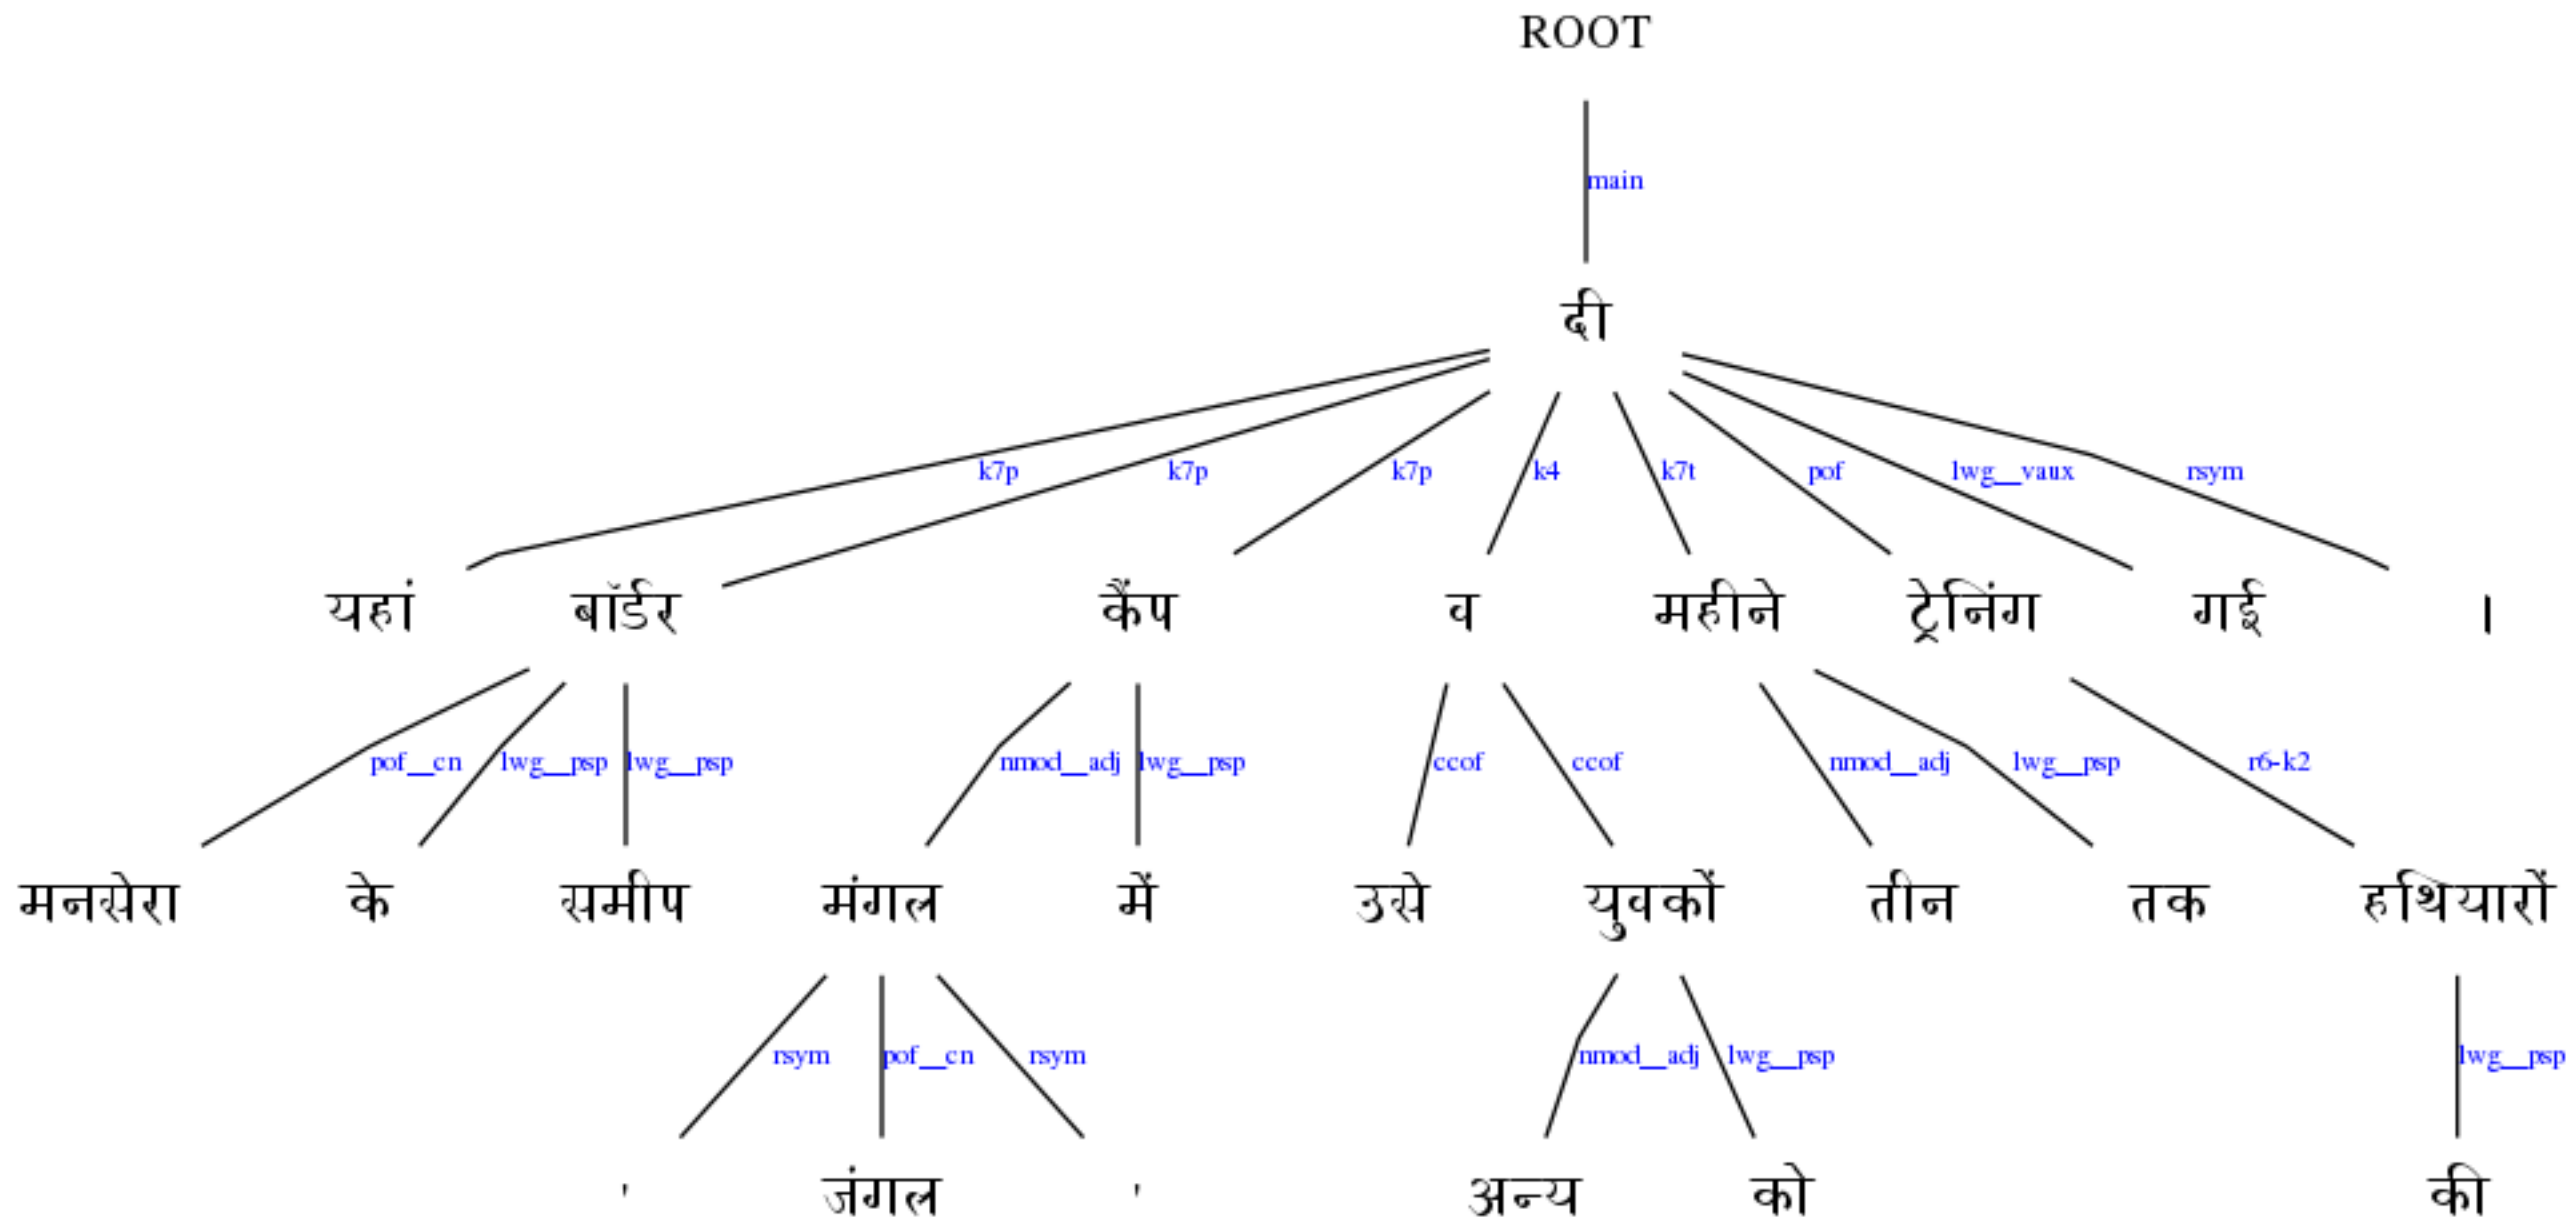 ROOT
main
दी
k7p k7p k7p k4 k7t pof lwg__vaux rsym
यहां बॉर्डर कैंप व महीने ट्रेनिंग गई ।
pof__cn lwg__psp lwg__psp nmod__adj lwg__psp ccof ccof nmod__adj lwg__psp r6-k2
मनसेरा के समीप मंगल में उसे युवकों तीन तक हथियारों
rsym pof__cn rsym nmod__adj lwg__psp lwg__psp
' जंगल ' अन्य को की